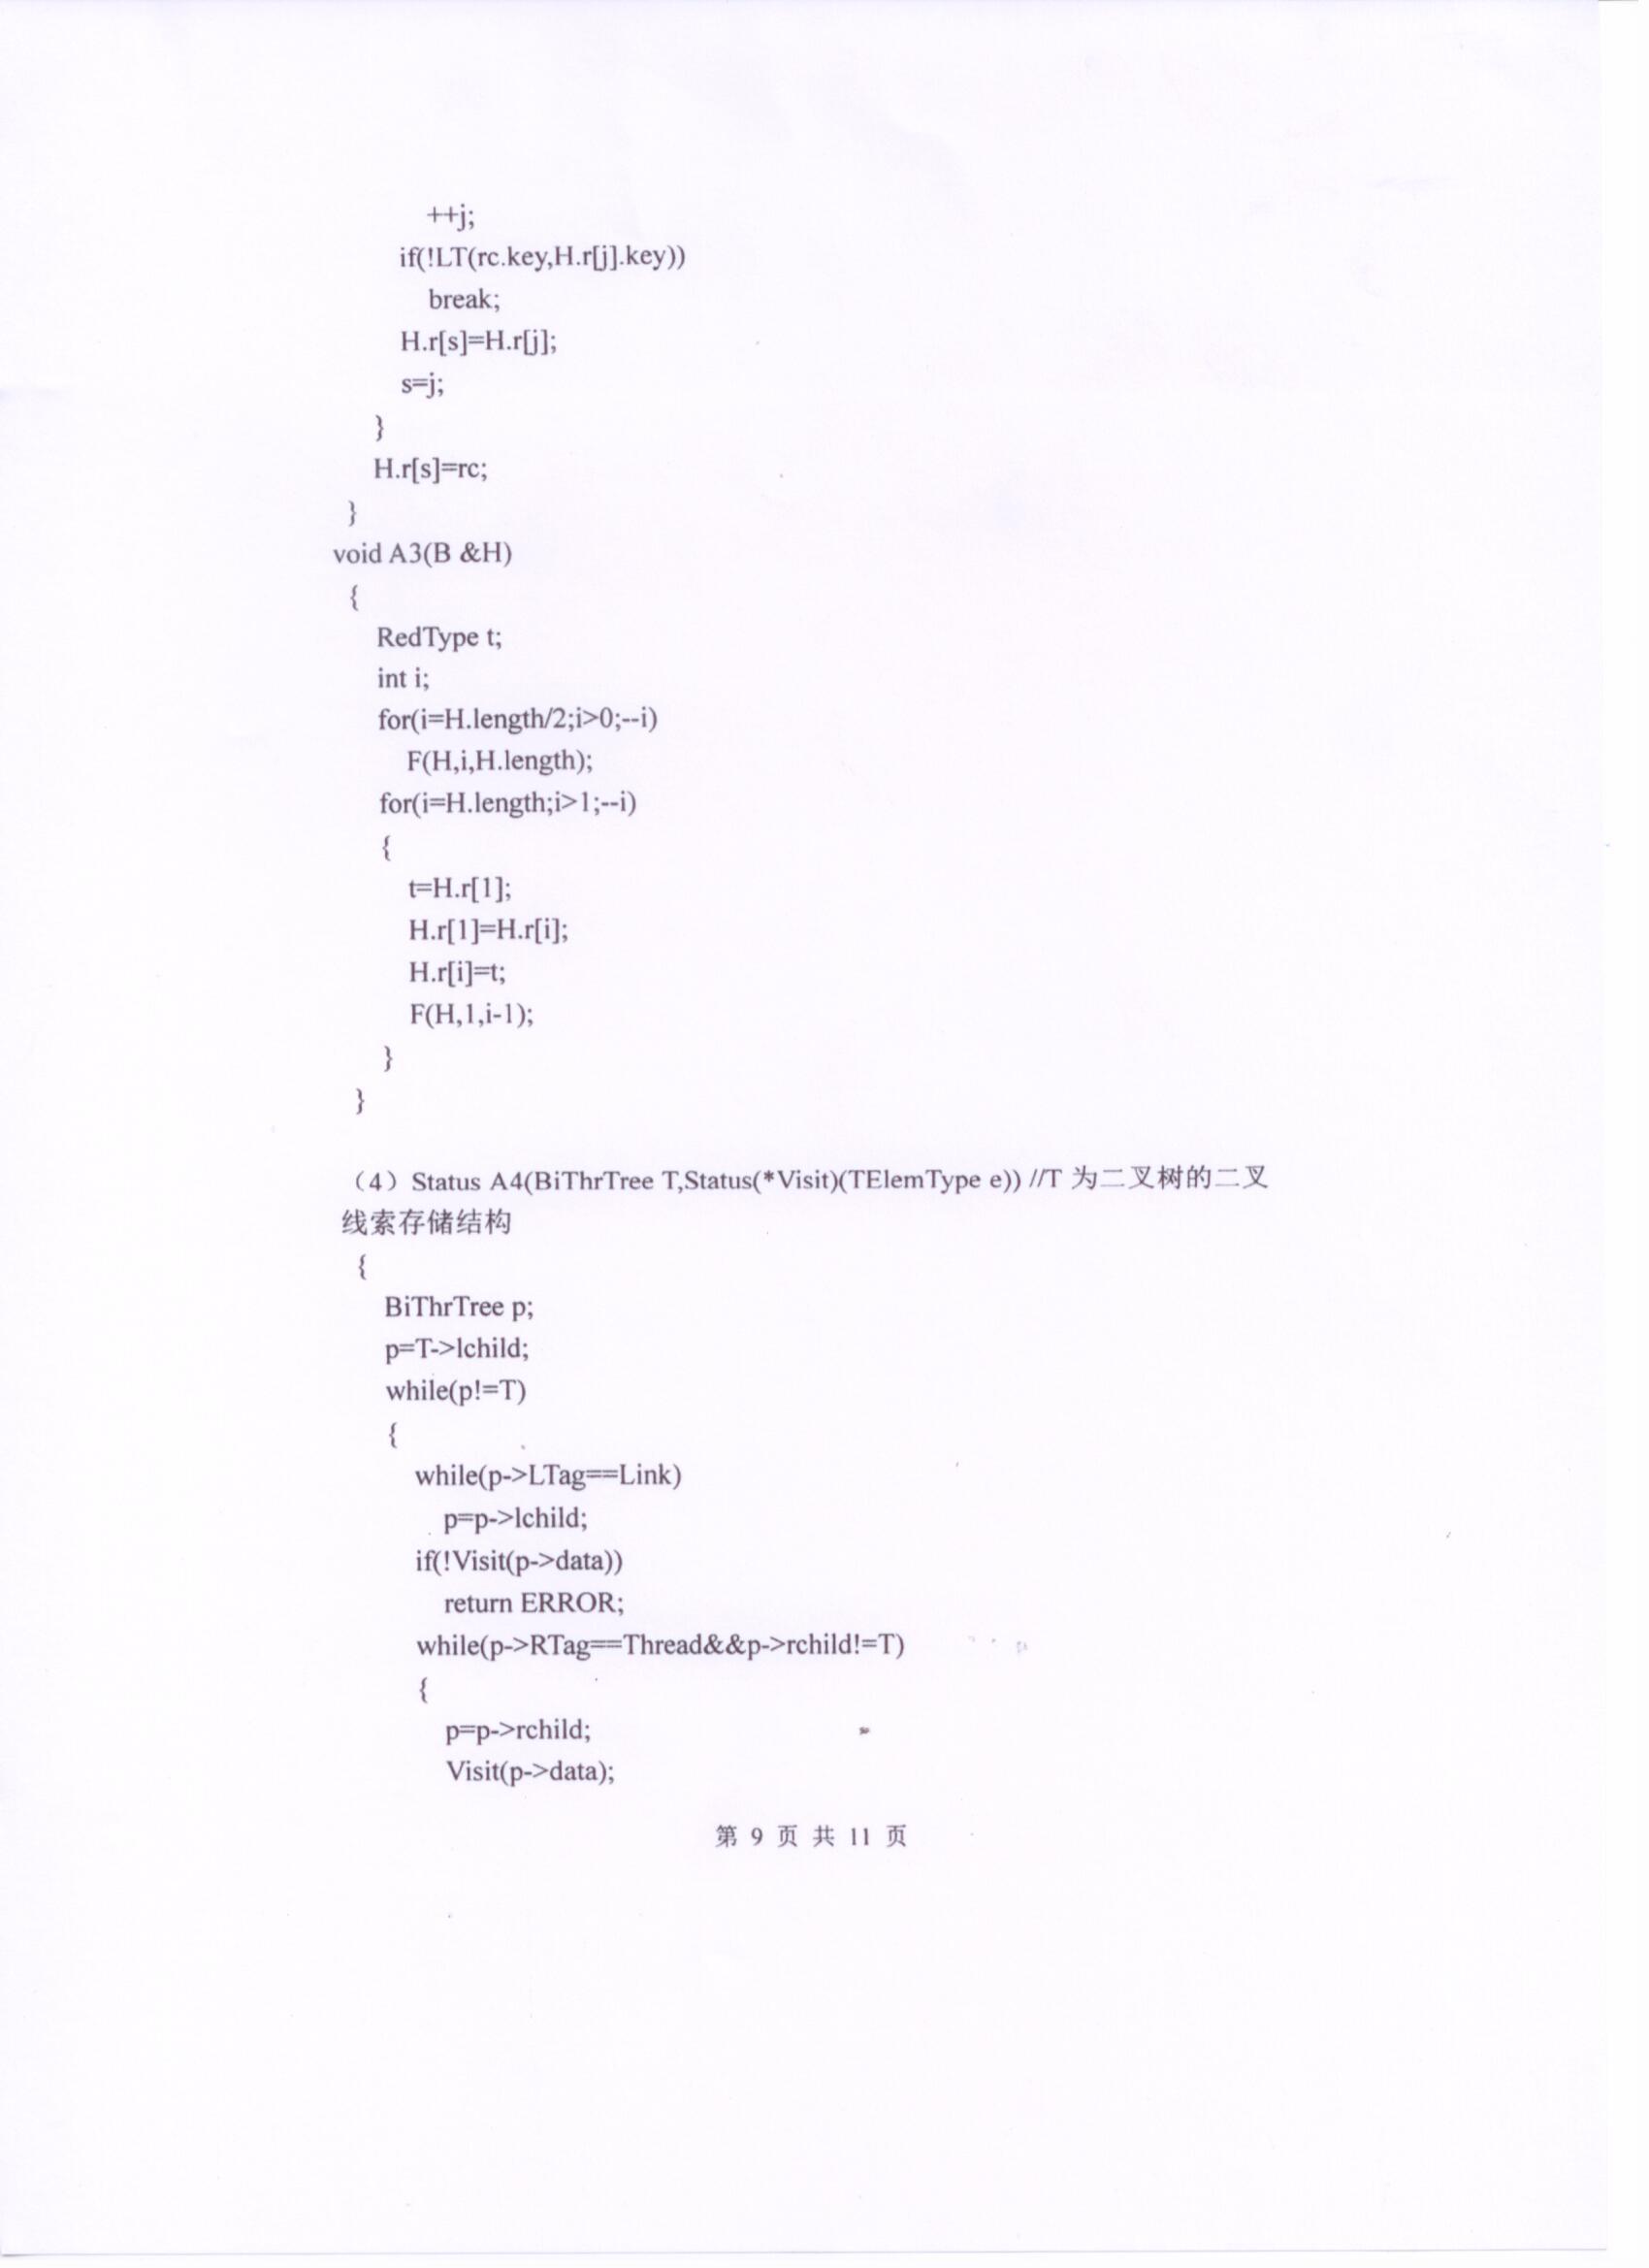 ++j;
if(!LT(rc.key,H.r[j].key))
break;
H.r[s]=H.r[j];
s=j;
}
H.r[s]=rc;
}
void A3(B &H)
{
RedType t;
int i;
for(i=H.length/2;i>0;--i)
F(H,i,H.length);
for(i=H.length;i>1;--i)
{
t=H.r[1];
H.r[1]=H.r[i];
H.r[i]=t;
F(H,1,i-1);
}
}
（4）Status A4(BiThrTree T,Status(*Visit)(TElemType e)) //T 为二叉树的二叉
线索存储结构
{
BiThrTree p;
p=T->lchild;
while(p!=T)
{
while(p->LTag==Link)
p=p->lchild;
if(!Visit(p->data))
return ERROR;
while(p->RTag==Thread&&p->rchild!=T)
{
p=p->rchild;
Visit(p->data);
第 9 页 共 11 页